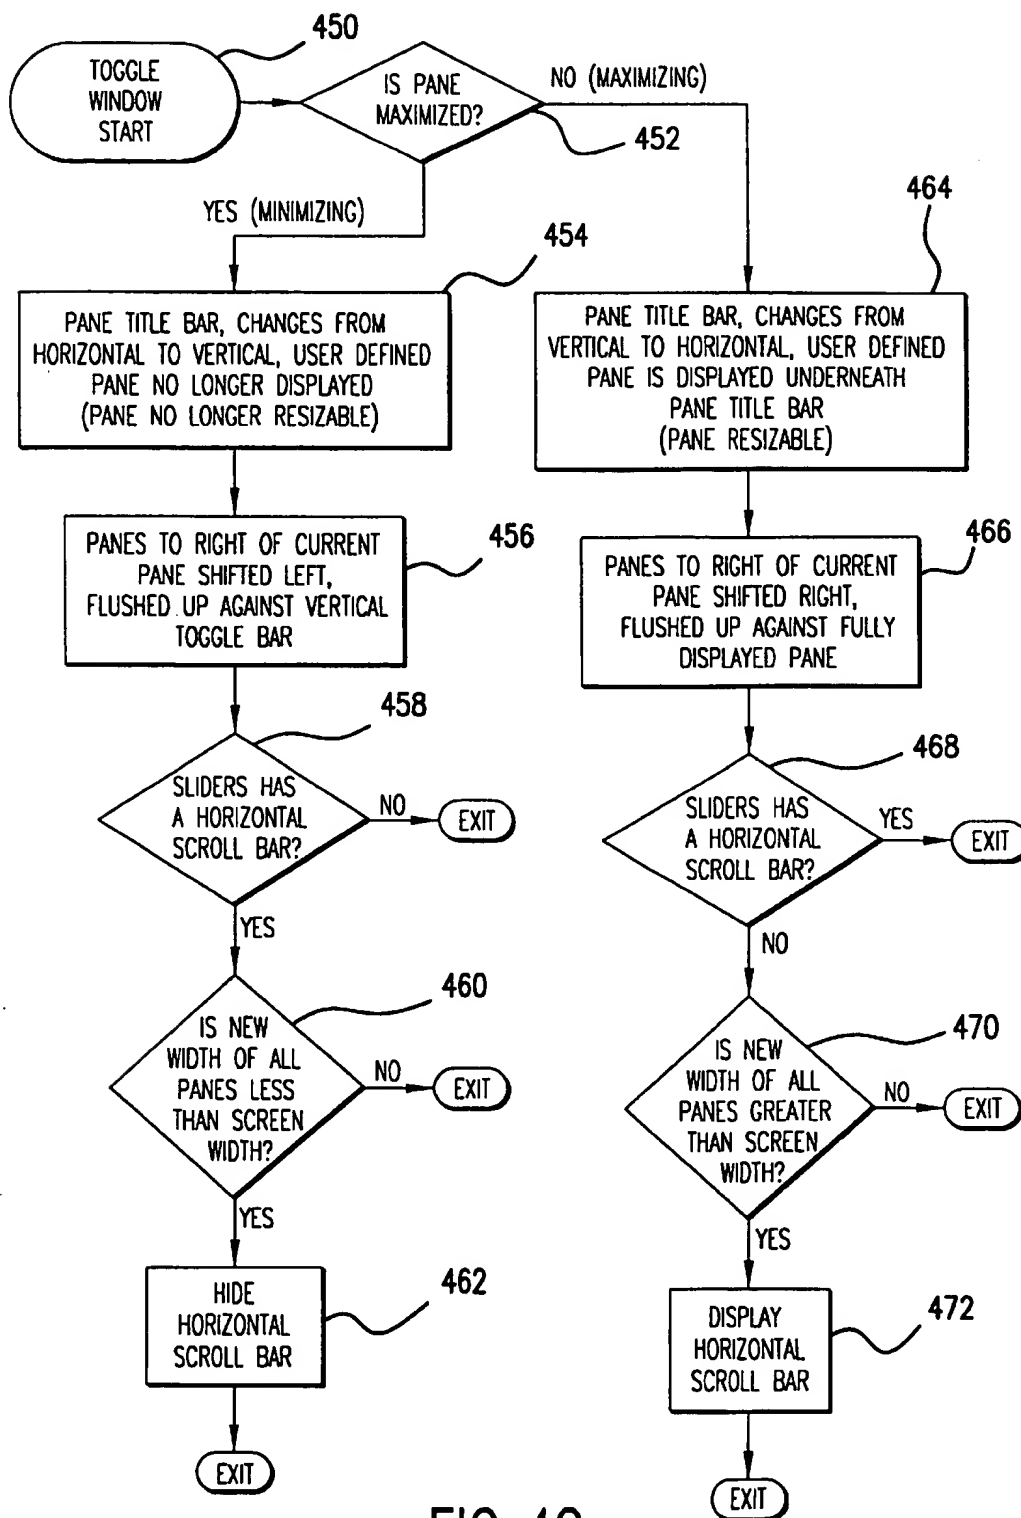 450
TOGGLE
WINDOW
START
IS PANE
MAXIMIZED?
NO (MAXIMIZING)
452
YES (MINIMIZING)
454
PANE TITLE BAR, CHANGES FROM
HORIZONTAL TO VERTICAL, USER DEFINED
PANE NO LONGER DISPLAYED
(PANE NO LONGER RESIZABLE)
456
PANES TO RIGHT OF CURRENT
PANE SHIFTED LEFT,
FLUSHED UP AGAINST VERTICAL
TOGGLE BAR
458
SLIDERS HAS
A HORIZONTAL
SCROLL BAR?
NO
EXIT
YES
460
IS NEW
WIDTH OF ALL
PANES LESS
THAN SCREEN
WIDTH?
NO
EXIT
YES
462
HIDE
HORIZONTAL
SCROLL BAR
EXIT
464
PANE TITLE BAR, CHANGES FROM
VERTICAL TO HORIZONTAL, USER DEFINED
PANE IS DISPLAYED UNDERNEATH
PANE TITLE BAR
(PANE RESIZABLE)
466
PANES TO RIGHT OF CURRENT
PANE SHIFTED RIGHT,
FLUSHED UP AGAINST FULLY
DISPLAYED PANE
468
SLIDERS HAS
A HORIZONTAL
SCROLL BAR?
YES
EXIT
NO
470
IS NEW
WIDTH OF ALL
PANES GREATER
THAN SCREEN
WIDTH?
NO
EXIT
YES
472
DISPLAY
HORIZONTAL
SCROLL BAR
EXIT